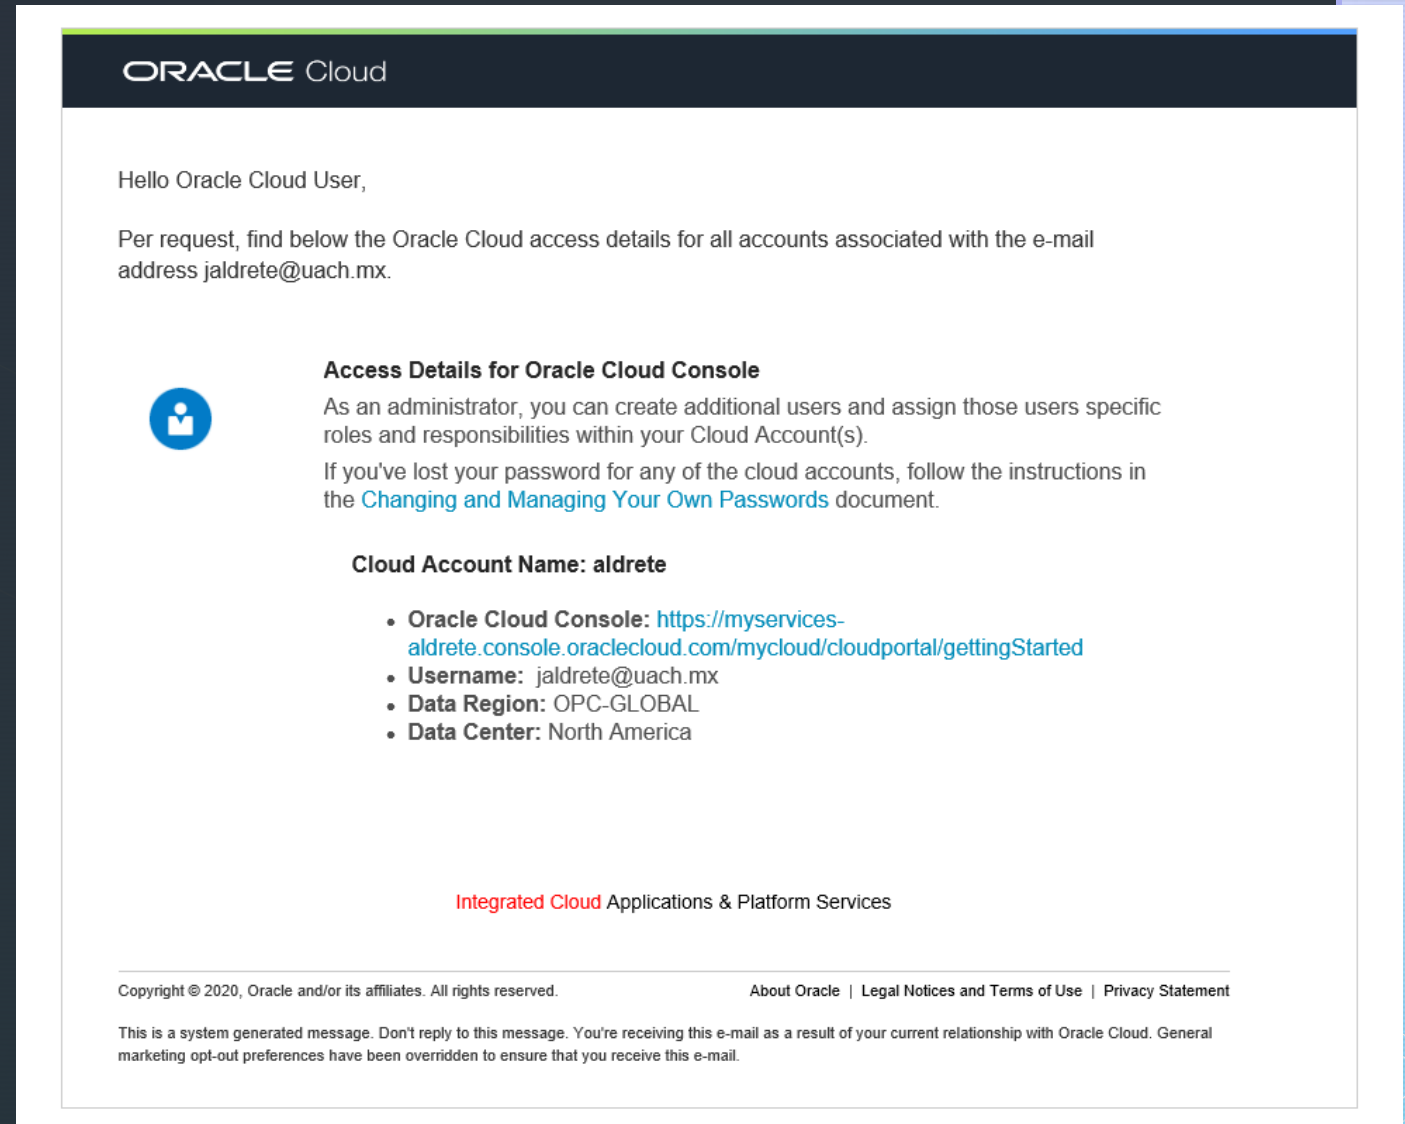 ORACLE Cloud
Hello Oracle Cloud User,
Per request, find below the Oracle Cloud access details for all accounts associated with the e-mail
address jaldrete@uach.mx.
Access Details for Oracle Cloud Console
As an administrator, you can create additional users and assign those users specific
roles and responsibilities within your Cloud Account(s).
If you've lost your password for any of the cloud accounts, follow the instructions in
the Changing and Managing Your Own Passwords document.
Cloud Account Name: aldrete
• Oracle Cloud Console: https://myservices-
aldrete.console.oraclecloud.com/mycloud/cloudportal/gettingStarted
• Username: jaldrete@uach.mx
• Data Region: OPC-GLOBAL
• Data Center: North America
Integrated Cloud Applications & Platform Services
Copyright © 2020, Oracle and/or its affiliates. All rights reserved. About Oracle | Legal Notices and Terms of Use | Privacy Statement
This is a system generated message. Don't reply to this message. You're receiving this e-mail as a result of your current relationship with Oracle Cloud. General
marketing opt-out preferences have been overridden to ensure that you receive this e-mail.